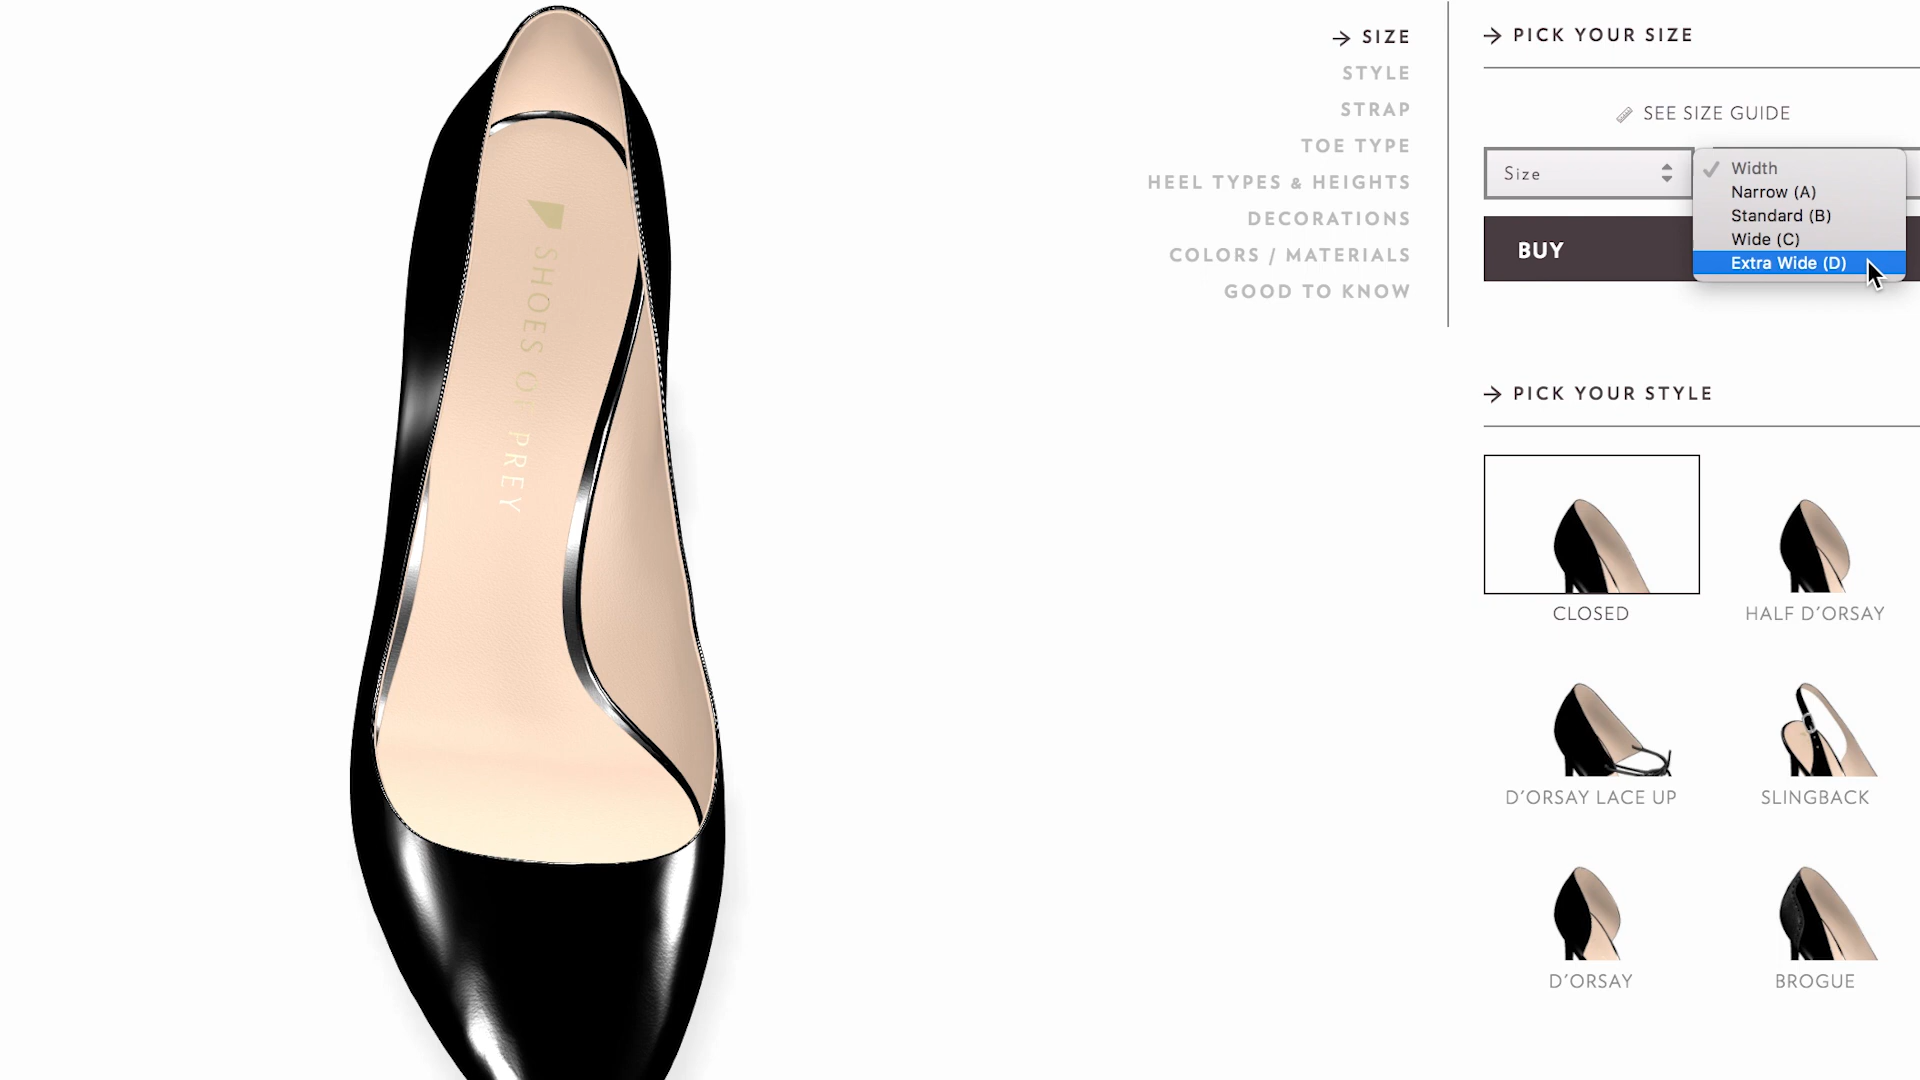 SHOES OF PREY
SIZE
STYLE
STRAP
TOE TYPE
HEEL TYPES & HEIGHTS
DECORATIONS
COLORS / MATERIALS
GOOD TO KNOW
PICK YOUR SIZE
SEE SIZE GUIDE
Size
Width
Narrow (A)
Standard (B)
Wide (C)
Extra Wide (D)
BUY
PICK YOUR STYLE
CLOSED
HALF D'ORSAY
D'ORSAY LACE UP
SLINGBACK
D'ORSAY
BROGUE